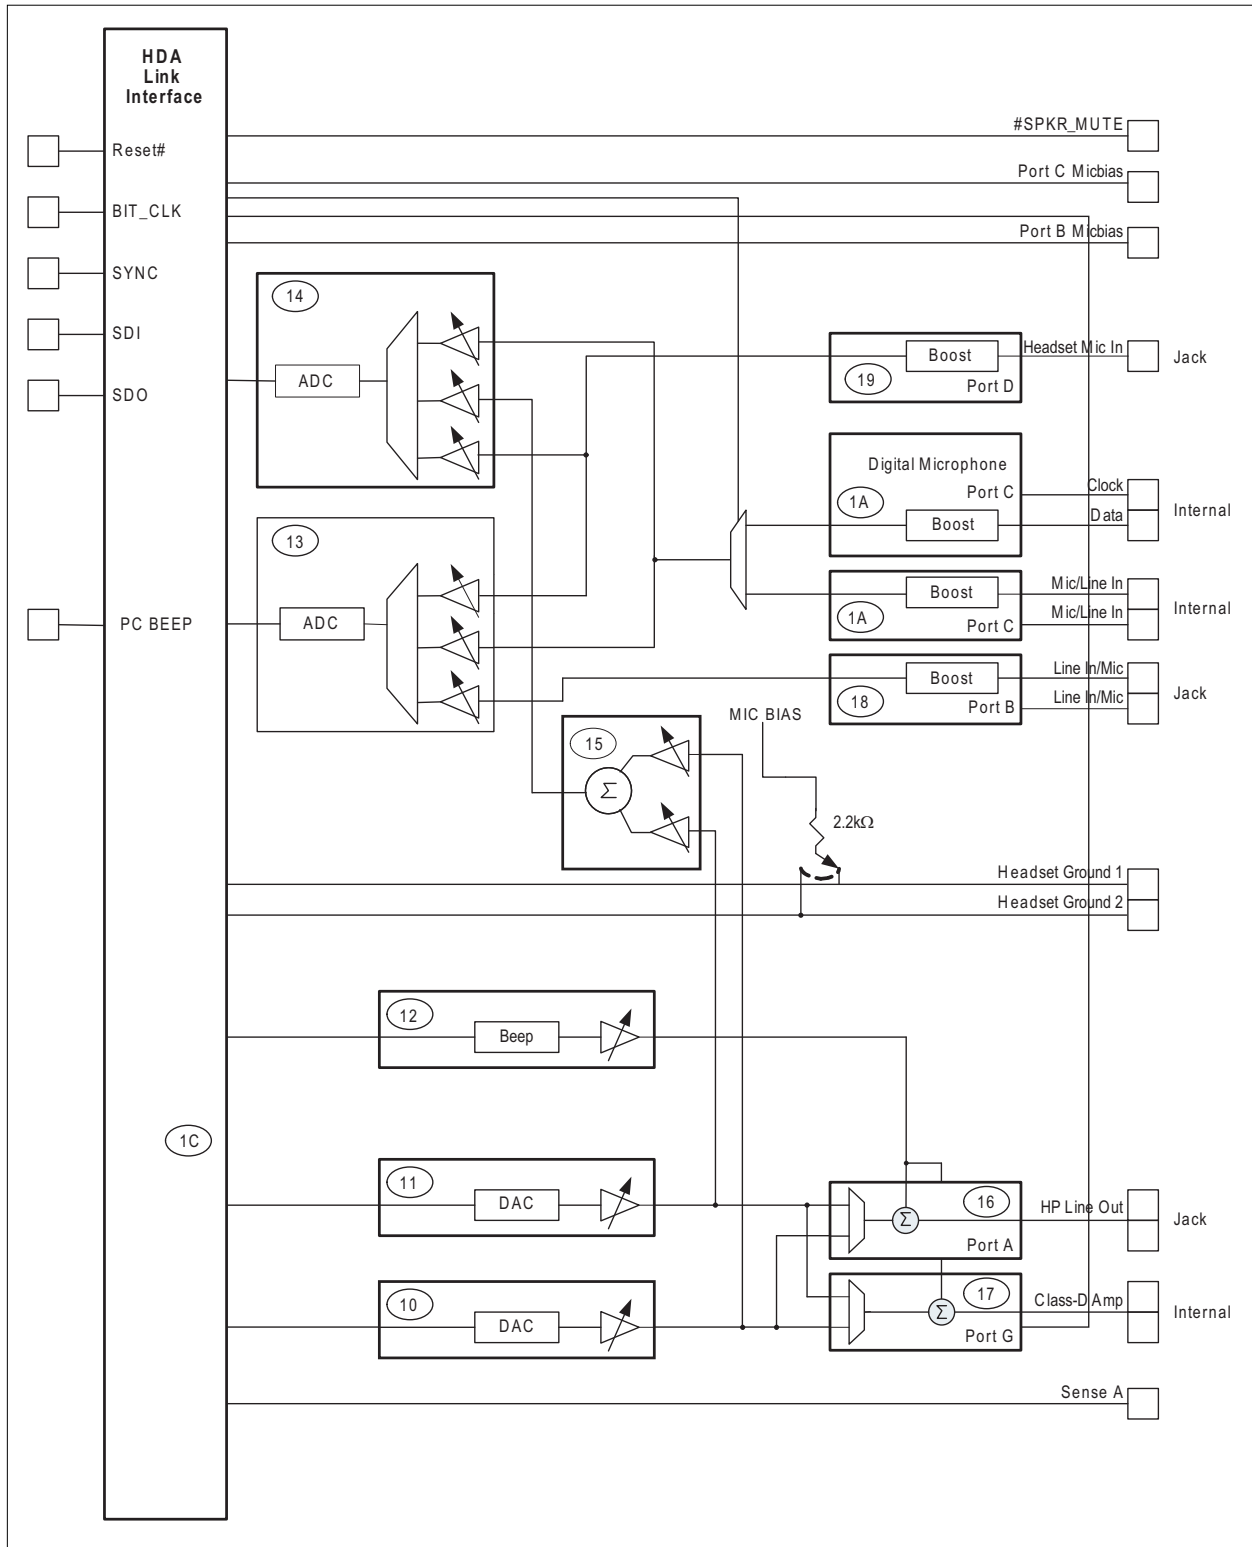 HDA
Link
Interface
#SPKR_MUTE
Reset#
Port C Micbias
BIT_CLK
Port B Micbias
SYNC
14
SDI
Headset Mic In
Boost
Jack
ADC
19
Port D
SDO
Digital Microphone
Port C
Clock
1A
Boost
Data
Internal
13
Boost
Mic/Line In
Internal
PC BEEP
ADC
1A
Port C
Mic/Line In
Boost
Line In/Mic
Jack
18
Port B
Line In/Mic
MIC BIAS
15
Σ
2.2kΩ
Headset Ground 1
Headset Ground 2
12
Beep
1C
11
DAC
16
HP Line Out
Σ
Jack
Port A
10
DAC
17
Class-D Amp
Σ
Internal
Port G
Sense A